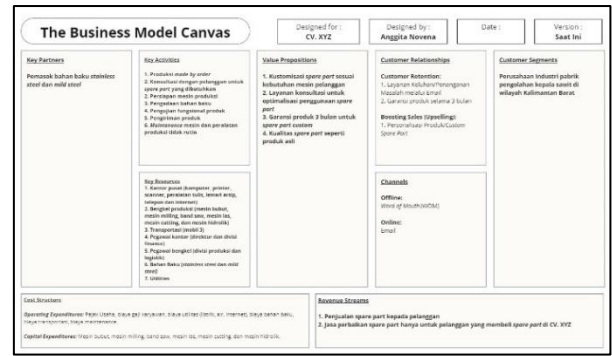 The Business Model Canvas
Designed for :
CV. XYZ
Designed by :
Anggita Novena
Date :
Version :
Saat Ini
Key Partners
Pemasok bahan baku stainless
steel dan mild steel
Key Activities
1. Produksi made by order
2. Konsultasi dengan pelanggan untuk
spare part yang dibutuhkan
3. Persiapan mesin produksi
4. Pengadaan bahan baku
5. Pengujian fungsional produk
6. Pengiriman produk
7. Maintenance mesin dan peralatan
produksi tidak rutin
Key Resources
1. Kantor pusat (komputer, printer,
scanner, peralatan tulis, lemari arsip,
telepon dan internet)
2. Bengkel produksi (mesin bubut,
mesin milling, band saw, mesin las,
mesin cutting, dan mesin hidrolik)
3. Transportasi (mobil 3)
4. Pegawai kantor (direktur dan divisi
finance)
5. Pegawai bengkel (divisi produksi dan
logistik)
6. Bahan Baku (stainless steel dan mild
steel)
7. Utilities
Value Propositions
1. Kustomisasi spare part sesuai
kebutuhan mesin pelanggan
2. Layanan konsultasi untuk
optimalisasi penggunaan spare
part
3. Garansi produk 3 bulan untuk
spare part custom
4. Kualitas spare part seperti
produk asli
Customer Relationships
Customer Retention:
1. Layanan Keluhan/Penanganan
Masalah melalui Email
2. Garansi produk selama 3 bulan
Boosting Sales (Upselling):
1. Personalisasi Produk/Custom
Spare Part
Channels
Offline:
Word of Mouth (WOM)
Online:
Email
Customer Segments
Perusahaan industri pabrik
pengolahan kepala sawit di
wilayah Kalimantan Barat
Cost Structure
Operating Expenditures: Pajak Usaha, biaya gaji karyawan, biaya utilitas (listrik, air, internet), biaya bahan baku,
biaya transportasi, biaya maintenance
Capital Expenditures: Mesin bubut, mesin milling, band saw, mesin las, mesin cutting, dan mesin hidrolik.
Revenue Streams
1. Penjualan spare part kepada pelanggan
2. Jasa perbaikan spare part hanya untuk pelanggan yang membeli spare part di CV. XYZ